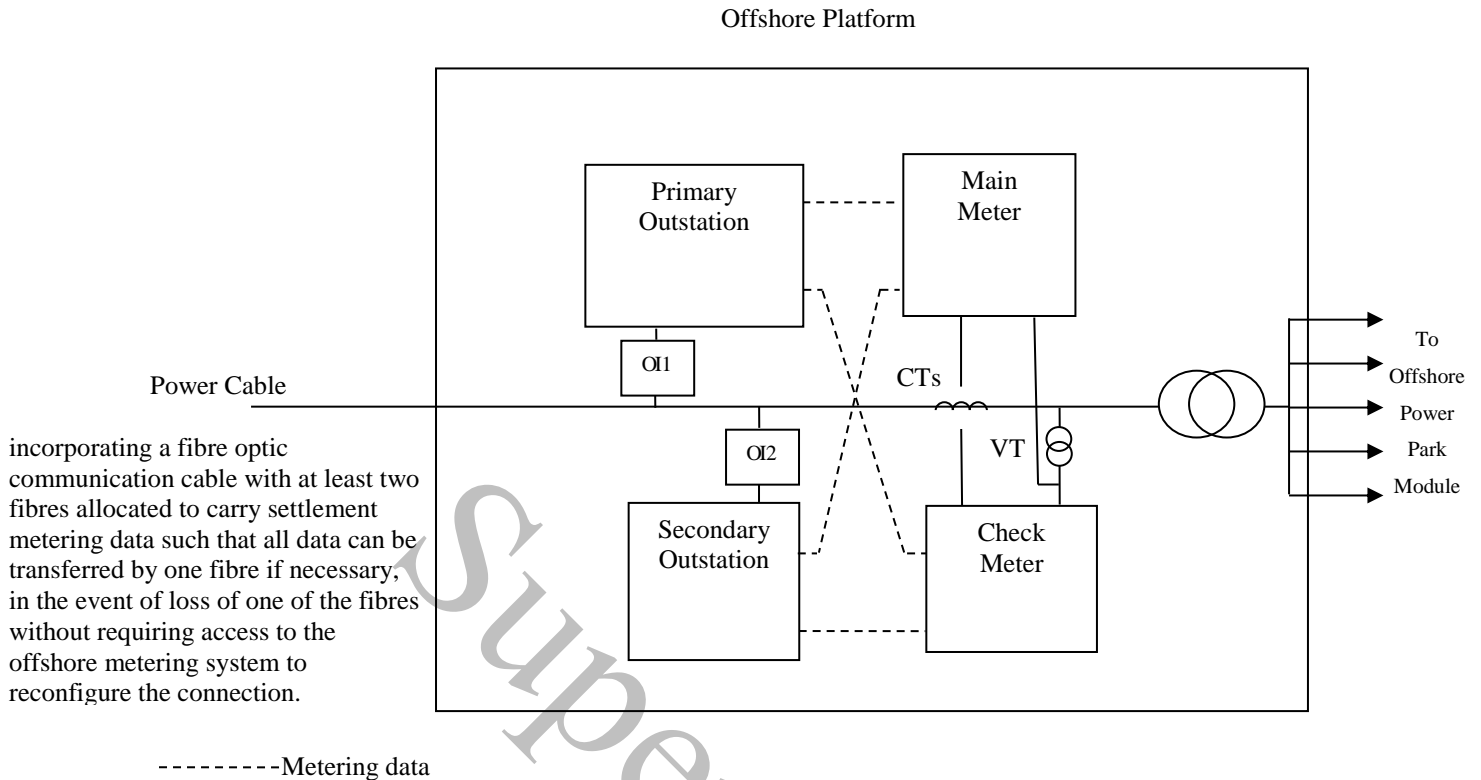 Offshore Platform
Primary
Outstation
Main
Meter
OI1
CTs
Power Cable
To
Offshore
Power
Park
Module
OI2
VT
incorporating a fibre optic
communication cable with at least two
fibres allocated to carry settlement
metering data such that all data can be
transferred by one fibre if necessary,
in the event of loss of one of the fibres
without requiring access to the
offshore metering system to
reconfigure the connection.
Secondary
Outstation
Check
Meter
Metering data